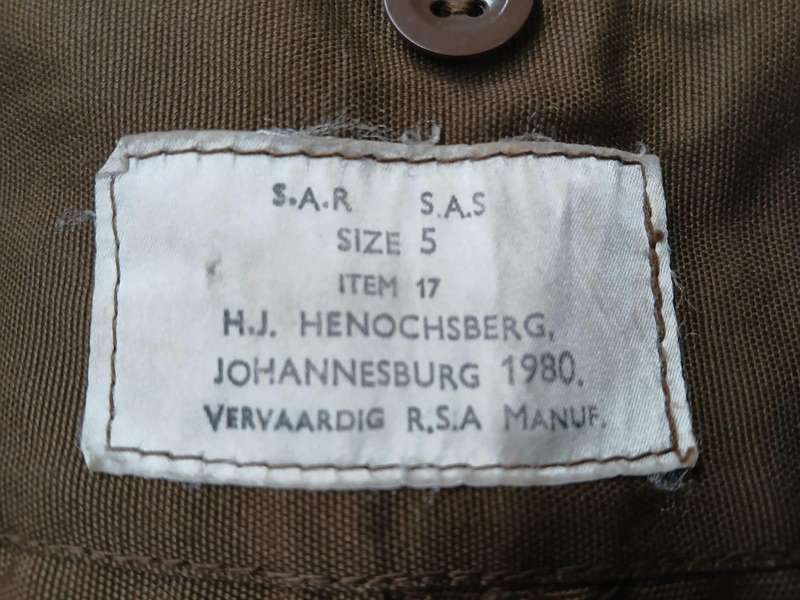 S.A.R S.A.S
SIZE 5
ITEM 17
H.J. HENOCHSBERG,
JOHANNESBURG 1980.
VERVAARDIG R.S.A MANUF.